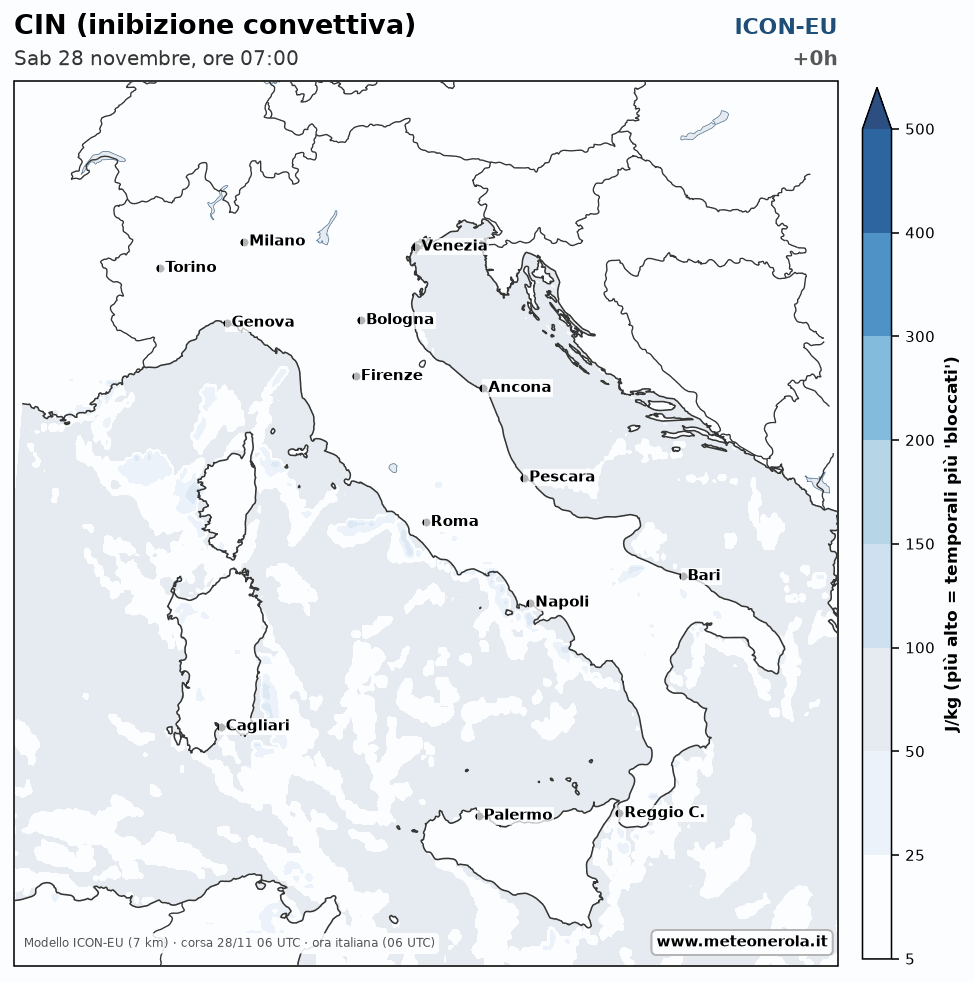 CIN (inibizione convettiva)
ICON-EU
Sab 28 novembre, ore 07:00
+0h
500
400
300
200
150
100
50
25
5
J/kg (più alto = temporali più 'bloccati')
Milano
Venezia
Torino
Genova
Bologna
Firenze
Ancona
Pescara
Roma
Bari
Napoli
Cagliari
Palermo
Reggio C.
Modello ICON-EU (7 km) · corsa 28/11 06 UTC · ora italiana (06 UTC)
www.meteonerola.it